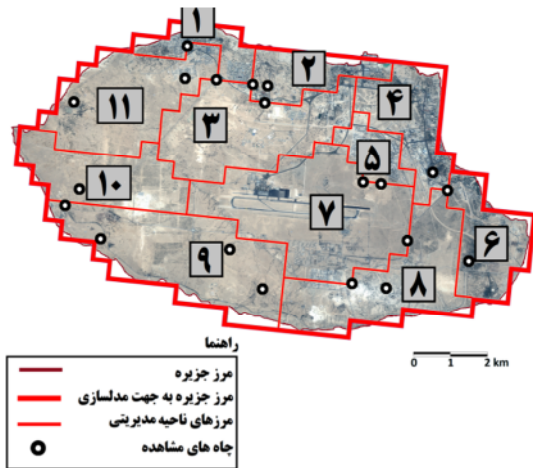 ۱
۲
۳
۴
۵
۶
۷
۸
۹
۱۰
۱۱
0 1 2 km
راهنما
مرز جزیره
مرز جزیره به جهت مدلسازی
مرزهای ناحیه مدیریتی
چاه های مشاهده